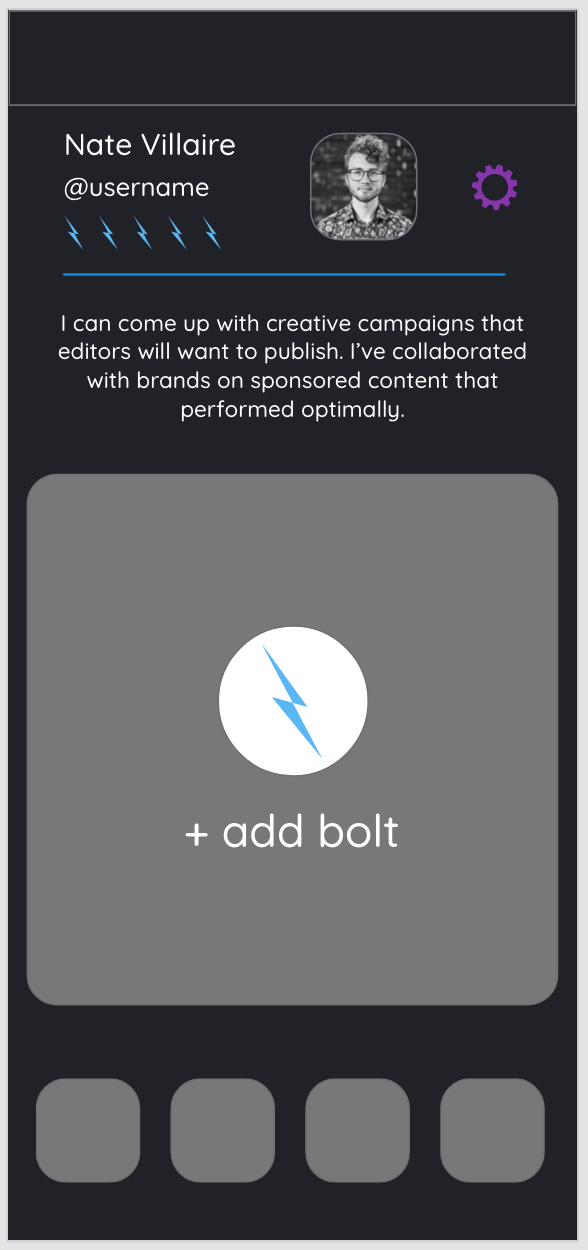 Nate Villaire
@username
I can come up with creative campaigns that
editors will want to publish. I’ve collaborated
with brands on sponsored content that
performed optimally.
+ add bolt